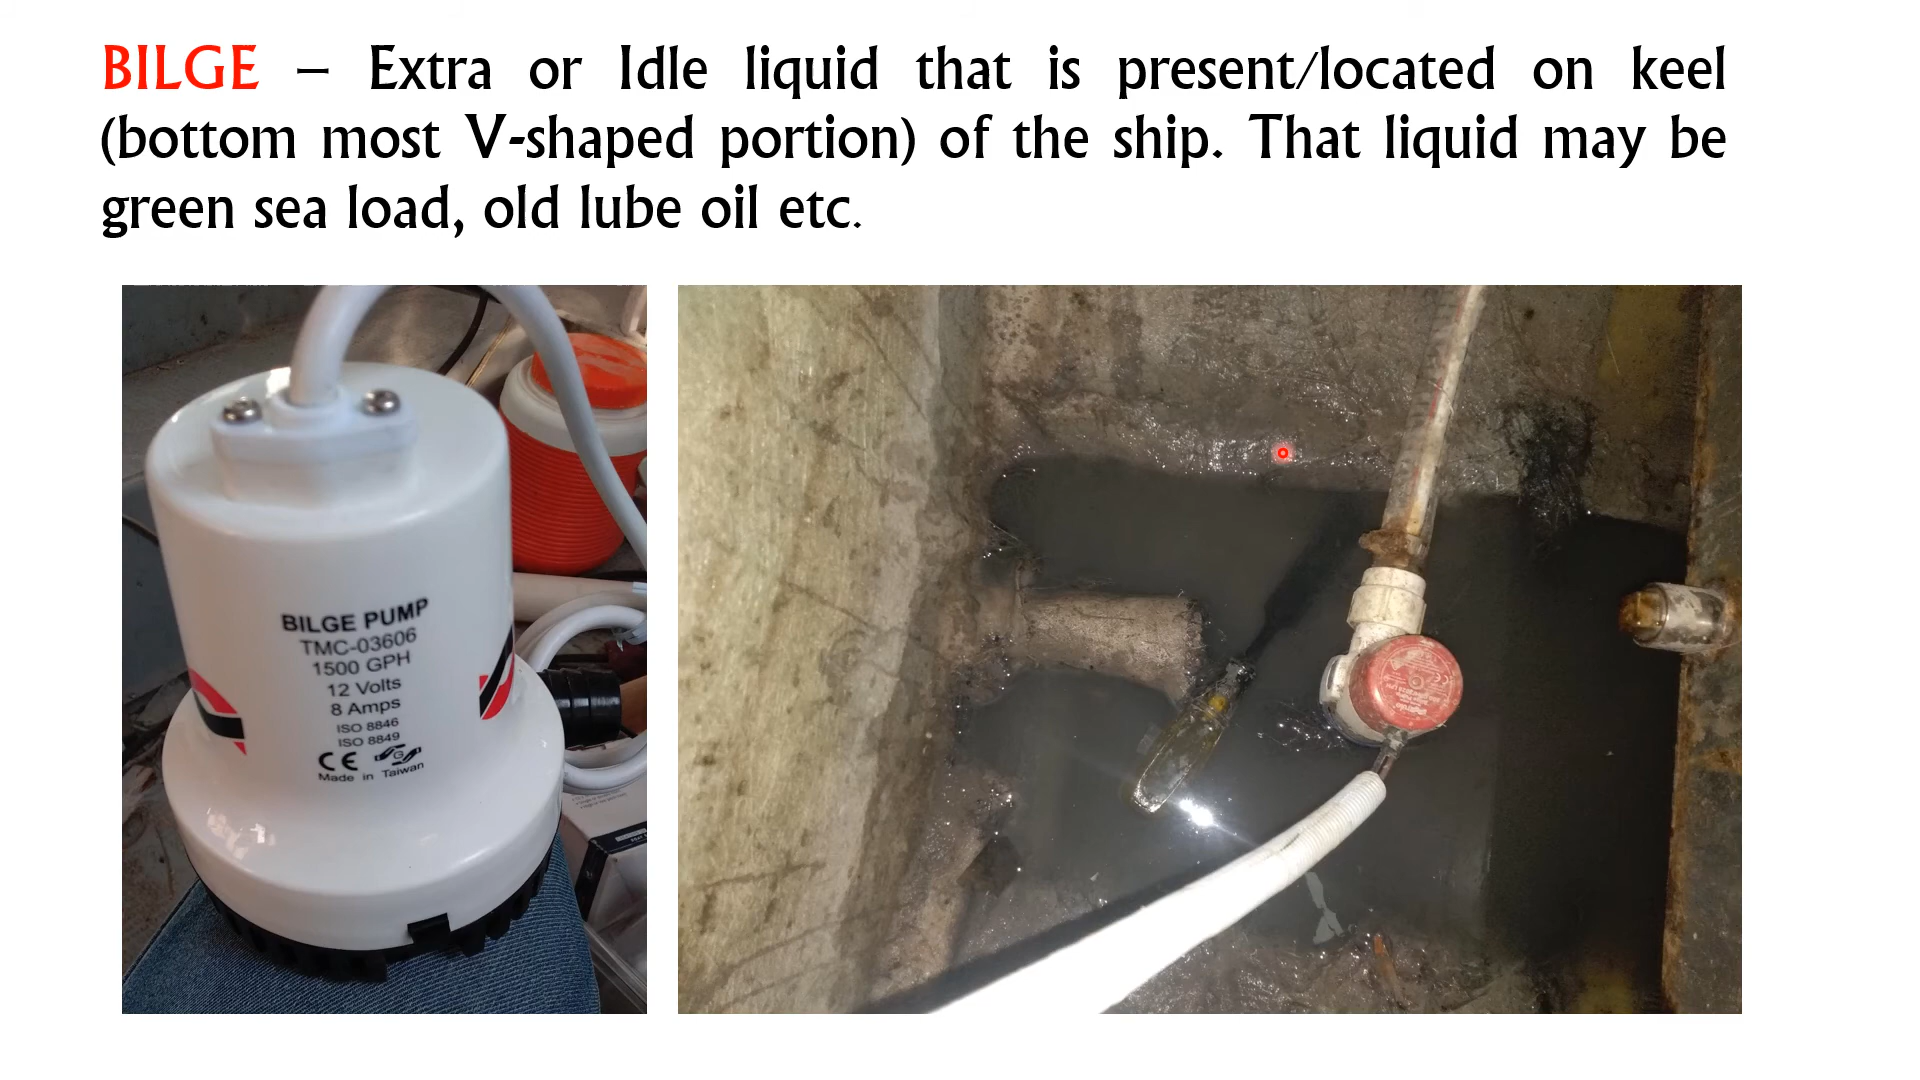 BILGE – Extra or Idle liquid that is present/located on keel
(bottom most V-shaped portion) of the ship. That liquid may be
green sea load, old lube oil etc.
BILGE PUMP
TMC-03606
1500 GPH
12 Volts
8 Amps
ISO 8846
ISO 8849
CE
Made in Taiwan